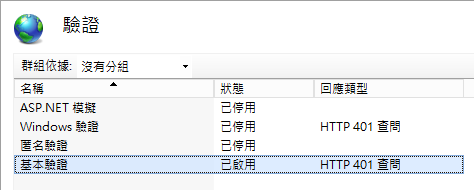 驗證
群組依據: 沒有分組
名稱 狀態 回應類型
ASP.NET 模擬 已停用
Windows 驗證 已停用 HTTP 401 查問
匿名驗證 已停用
基本驗證 已啟用 HTTP 401 查問